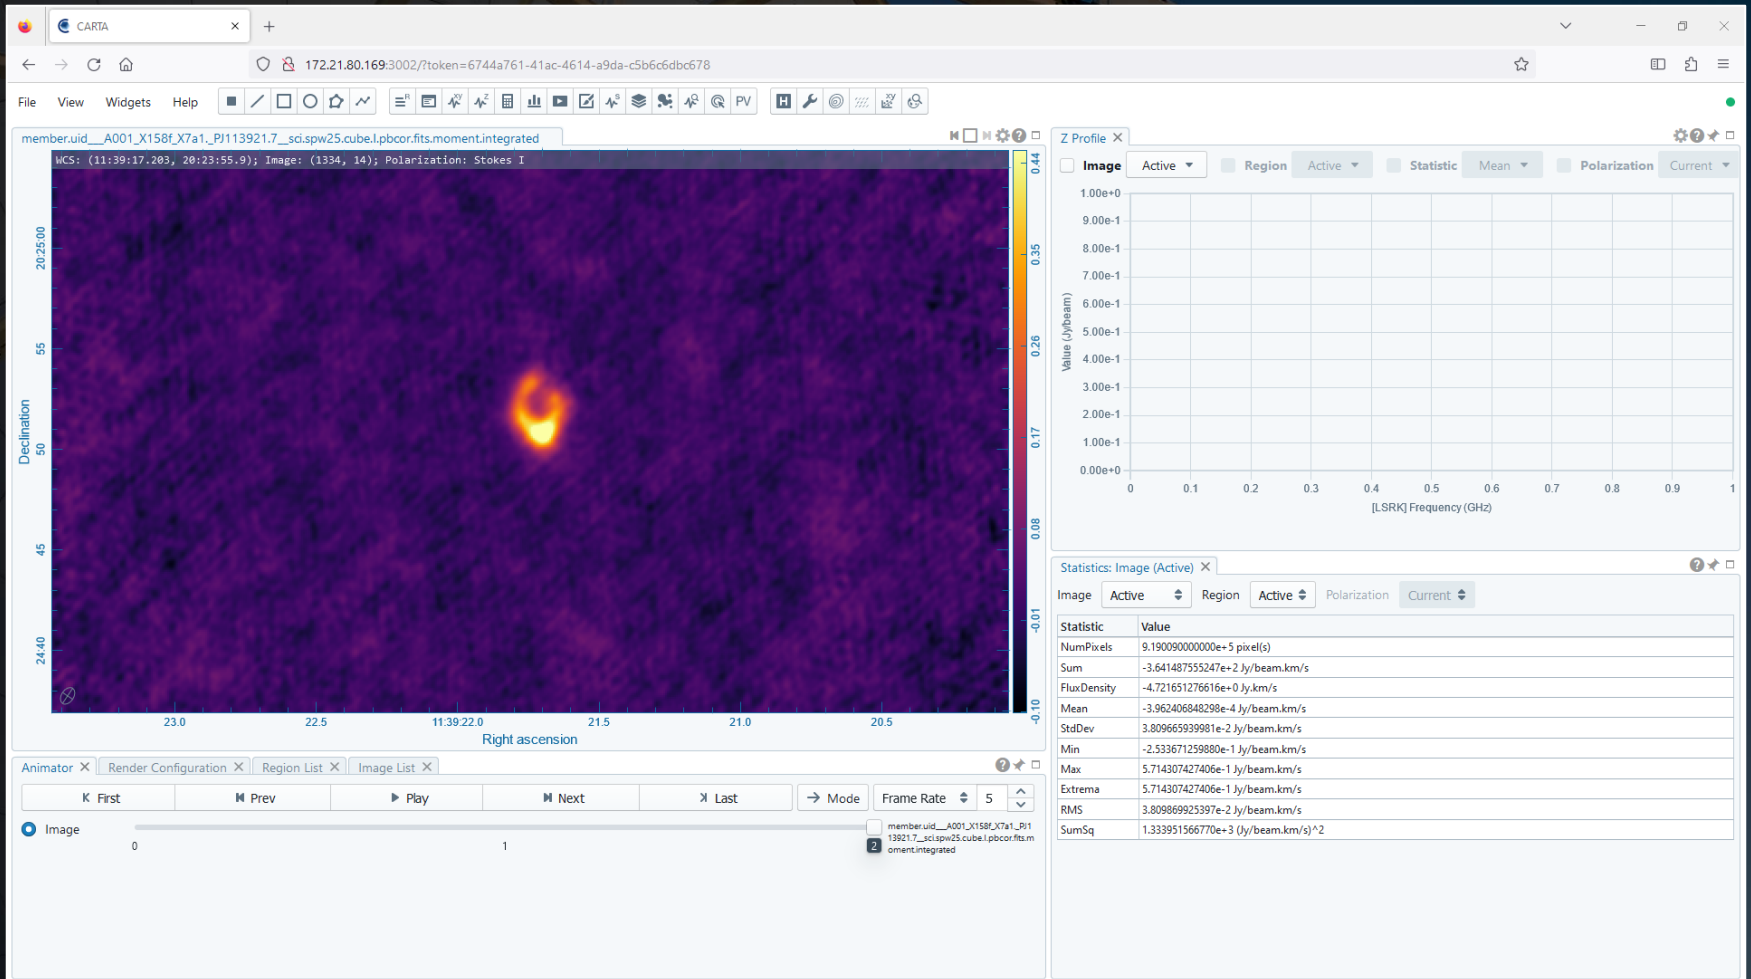 CARTA
172.21.80.169:3002/?token=6744a761-41ac-4614-a9da-c5b6c6dbc678
File View Widgets Help
PV
member.uid___A001_X158f_X7a1._PJ113921.7__sci.spw25.cube.I.pbcor.fits.moment.integrated
WCS: (11:39:17.203, 20:23:55.9); Image: (1334, 14); Polarization: Stokes I
Declination
20:25:00
55
50
45
24:40
0.44
0.35
0.26
0.17
0.08
-0.01
-0.10
23.0 22.5 11:39:22.0 21.5 21.0 20.5
Right ascension
Animator Render Configuration Region List Image List
First Prev Play Next Last Mode Frame Rate 5
Image
0 1 2
member.uid___A001_X158f_X7a1._PJ1
13921.7__sci.spw25.cube.I.pbcor.fits.m
oment.integrated
Z Profile
Image Active Region Active Statistic Mean Polarization Current
Value (Jy/beam)
1.00e+0
9.00e-1
8.00e-1
7.00e-1
6.00e-1
5.00e-1
4.00e-1
3.00e-1
2.00e-1
1.00e-1
0.00e+0
0 0.1 0.2 0.3 0.4 0.5 0.6 0.7 0.8 0.9 1
[LSRK] Frequency (GHz)
Statistics: Image (Active)
Image Active Region Active Polarization Current
Statistic Value
NumPixels 9.190090000000e+5 pixel(s)
Sum -3.641487555247e+2 Jy/beam.km/s
FluxDensity -4.721651276616e+0 Jy.km/s
Mean -3.962406848298e-4 Jy/beam.km/s
StdDev 3.809665939981e-2 Jy/beam.km/s
Min -2.533671259880e-1 Jy/beam.km/s
Max 5.714307427406e-1 Jy/beam.km/s
Extrema 5.714307427406e-1 Jy/beam.km/s
RMS 3.809869925397e-2 Jy/beam.km/s
SumSq 1.333951566770e+3 (Jy/beam.km/s)^2